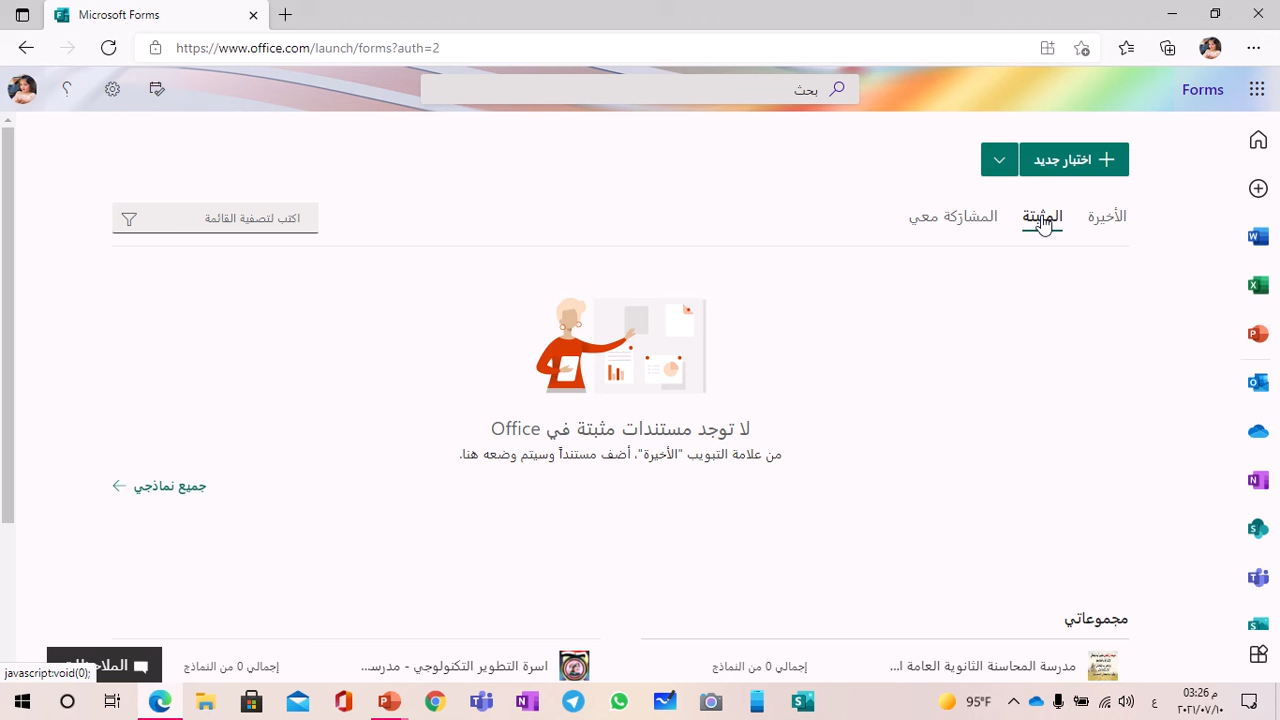 Microsoft Forms
https://www.office.com/launch/forms?auth=2
Forms
بحث
اختبار جديد
الأخيرة
المثبتة
المشارَكة معي
اكتب لتصفية القائمة
لا توجد مستندات مثبتة في Office
من علامة التبويب "الأخيرة"، أضف مستنداً وسيتم وضعه هنا.
جميع نماذجي
مجموعاتي
مدرسة المحاسنة الثانوية العامة ا...
إجمالي 0 من النماذج
اسرة التطوير التكنولوجي - مدرسـ...
إجمالي 0 من النماذج
javascript:void(0);
95°F
ع
03:26 م
٢٠٢١/٠٧/١٠